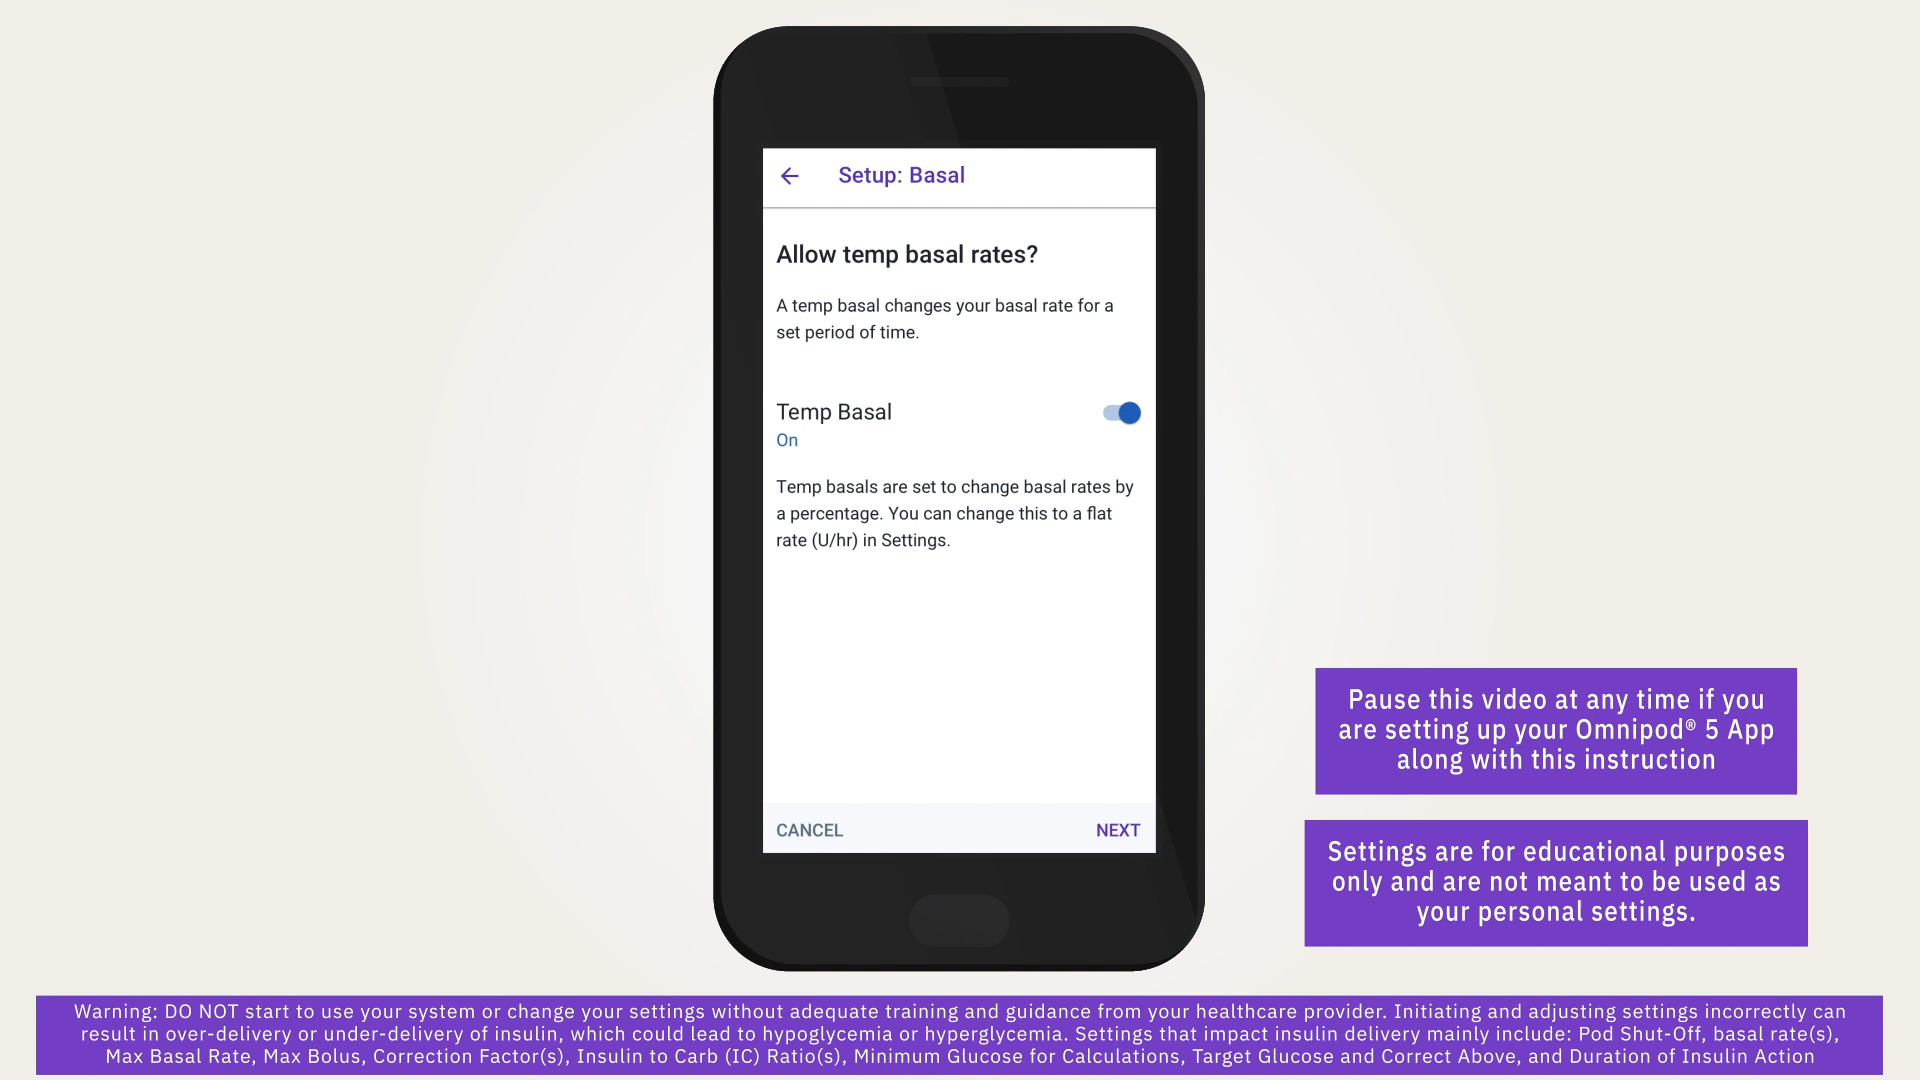 Setup: Basal
Allow temp basal rates?
A temp basal changes your basal rate for a
set period of time.
Temp Basal
On
Temp basals are set to change basal rates by
a percentage. You can change this to a flat
rate (U/hr) in Settings.
CANCEL
NEXT
Pause this video at any time if you
are setting up your Omnipod® 5 App
along with this instruction
Settings are for educational purposes
only and are not meant to be used as
your personal settings.
Warning: DO NOT start to use your system or change your settings without adequate training and guidance from your healthcare provider. Initiating and adjusting settings incorrectly can
result in over-delivery or under-delivery of insulin, which could lead to hypoglycemia or hyperglycemia. Settings that impact insulin delivery mainly include: Pod Shut-Off, basal rate(s),
Max Basal Rate, Max Bolus, Correction Factor(s), Insulin to Carb (IC) Ratio(s), Minimum Glucose for Calculations, Target Glucose and Correct Above, and Duration of Insulin Action